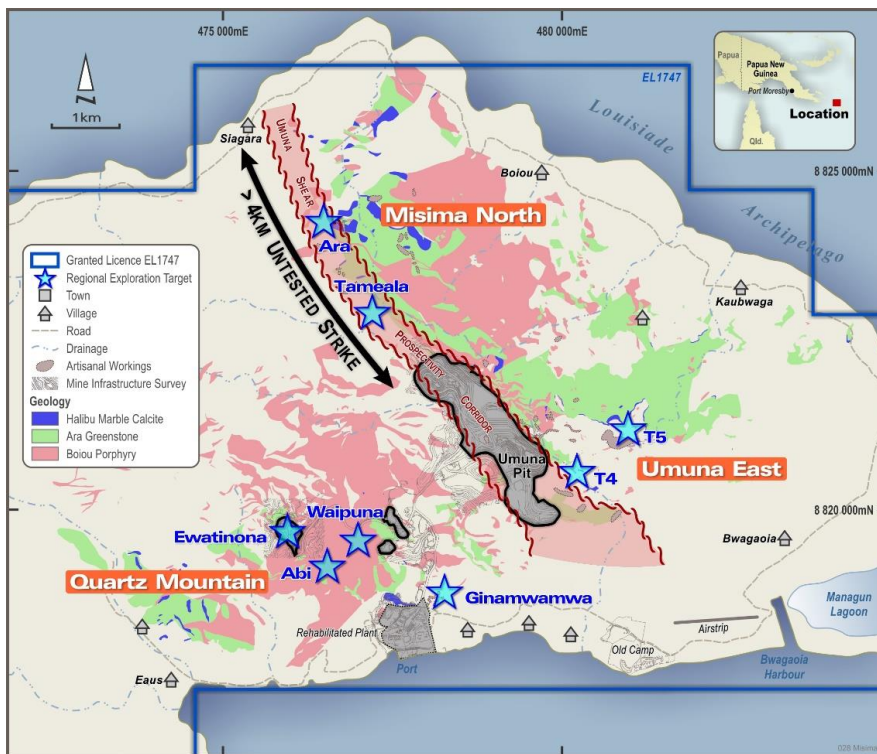 475 000mE
480 000mE
EL1747
Papua
Papua New
Guinea
Port Moresby
Location
Qld.
N
1km
Siagara
UMUNA
SHEAR
Louisiade
Archipelago
Boiou
8 825 000mN
Misima North
Ara
> 4KM UNTESTED STRIKE
Tameala
Kaubwaga
PROSPECTIVITY
CORRIDOR
Granted Licence EL1747
Regional Exploration Target
Town
Village
Road
Drainage
Artisanal Workings
Mine Infrastructure Survey
Geology
Halibu Marble Calcite
Ara Greenstone
Boiou Porphyry
Umuna
Pit
T5
Umuna East
T4
8 820 000mN
Waipuna
Ewatinona
Abi
Quartz Mountain
Bwagaoia
Ginamwamwa
Managun
Lagoon
Rehabilitated Plant
Airstrip
Old Camp
Port
Bwagaoia
Harbour
Eaus
028 Misima